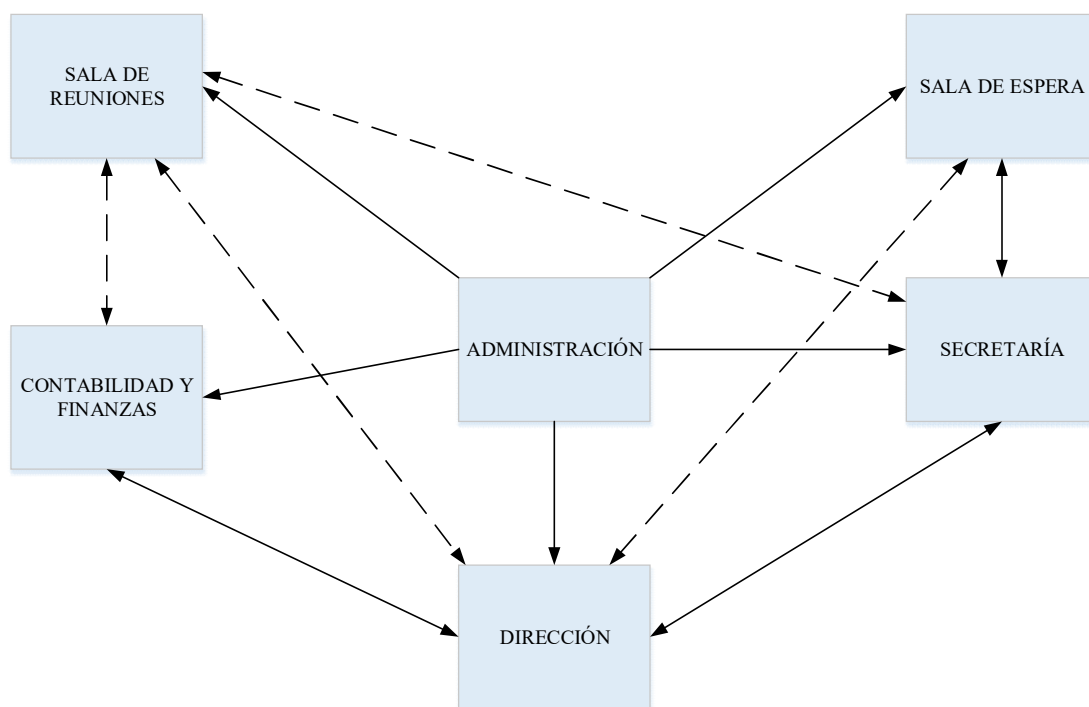 SALA DE
REUNIONES
SALA DE ESPERA
ADMINISTRACIÓN
SECRETARÍA
CONTABILIDAD Y
FINANZAS
DIRECCIÓN